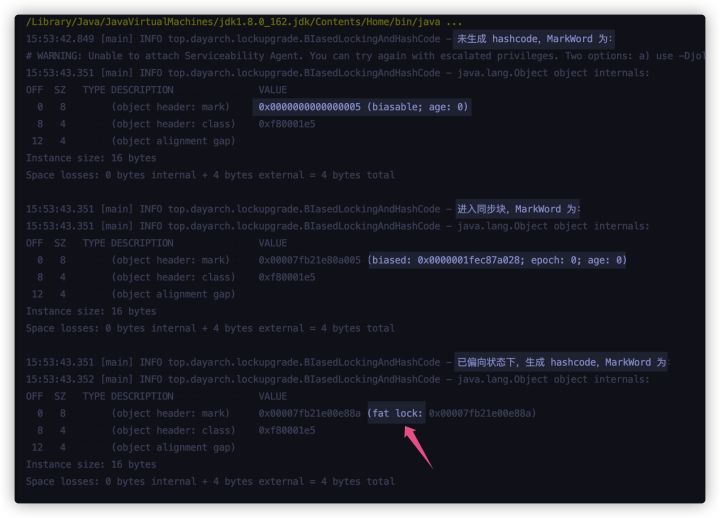 /Library/Java/JavaVirtualMachines/jdk1.8.0_162.jdk/Contents/Home/bin/java ...
15:53:42.849 [main] INFO top.dayarch.lockupgrade.BIasedLockingAndHashCode - 未生成 hashcode, MarkWord 为:
# WARNING: Unable to attach Serviceability Agent. You can try again with escalated privileges. Two options: a) use -Djol
15:53:43.351 [main] INFO top.dayarch.lockupgrade.BIasedLockingAndHashCode - java.lang.Object object internals:
OFF SZ TYPE DESCRIPTION VALUE
0 8 (object header: mark) 0x0000000000000005 (biasable; age: 0)
8 4 (object header: class) 0xf80001e5
12 4 (object alignment gap)
Instance size: 16 bytes
Space losses: 0 bytes internal + 4 bytes external = 4 bytes total
15:53:43.351 [main] INFO top.dayarch.lockupgrade.BIasedLockingAndHashCode - 进入同步块, MarkWord 为:
15:53:43.351 [main] INFO top.dayarch.lockupgrade.BIasedLockingAndHashCode - java.lang.Object object internals:
OFF SZ TYPE DESCRIPTION VALUE
0 8 (object header: mark) 0x00007fb21e80a005 (biased: 0x0000001fec87a028; epoch: 0; age: 0)
8 4 (object header: class) 0xf80001e5
12 4 (object alignment gap)
Instance size: 16 bytes
Space losses: 0 bytes internal + 4 bytes external = 4 bytes total
15:53:43.351 [main] INFO top.dayarch.lockupgrade.BIasedLockingAndHashCode - 已偏向状态下, 生成 hashcode, MarkWord 为:
15:53:43.352 [main] INFO top.dayarch.lockupgrade.BIasedLockingAndHashCode - java.lang.Object object internals:
OFF SZ TYPE DESCRIPTION VALUE
0 8 (object header: mark) 0x00007fb21e00e88a (fat lock: 0x00007fb21e00e88a)
8 4 (object header: class) 0xf80001e5
12 4 (object alignment gap)
Instance size: 16 bytes
Space losses: 0 bytes internal + 4 bytes external = 4 bytes total